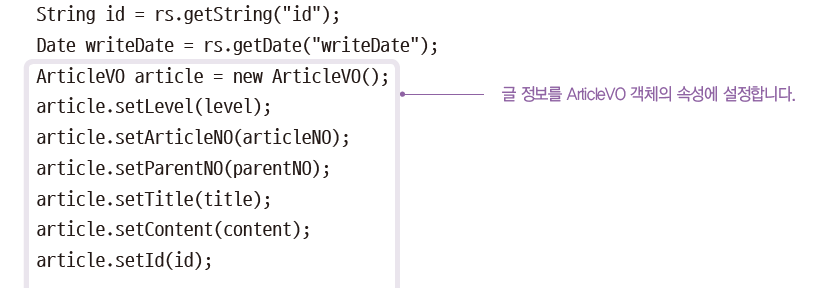 String id = rs.getString("id");
Date writeDate = rs.getDate("writeDate");
ArticleVO article = new ArticleVO();
글 정보를 ArticleVO 객체의 속성에 설정합니다.
article.setLevel(level);
article.setArticleNO(articleNO);
article.setParentNO(parentNO);
article.setTitle(title);
article.setContent(content);
article.setId(id);